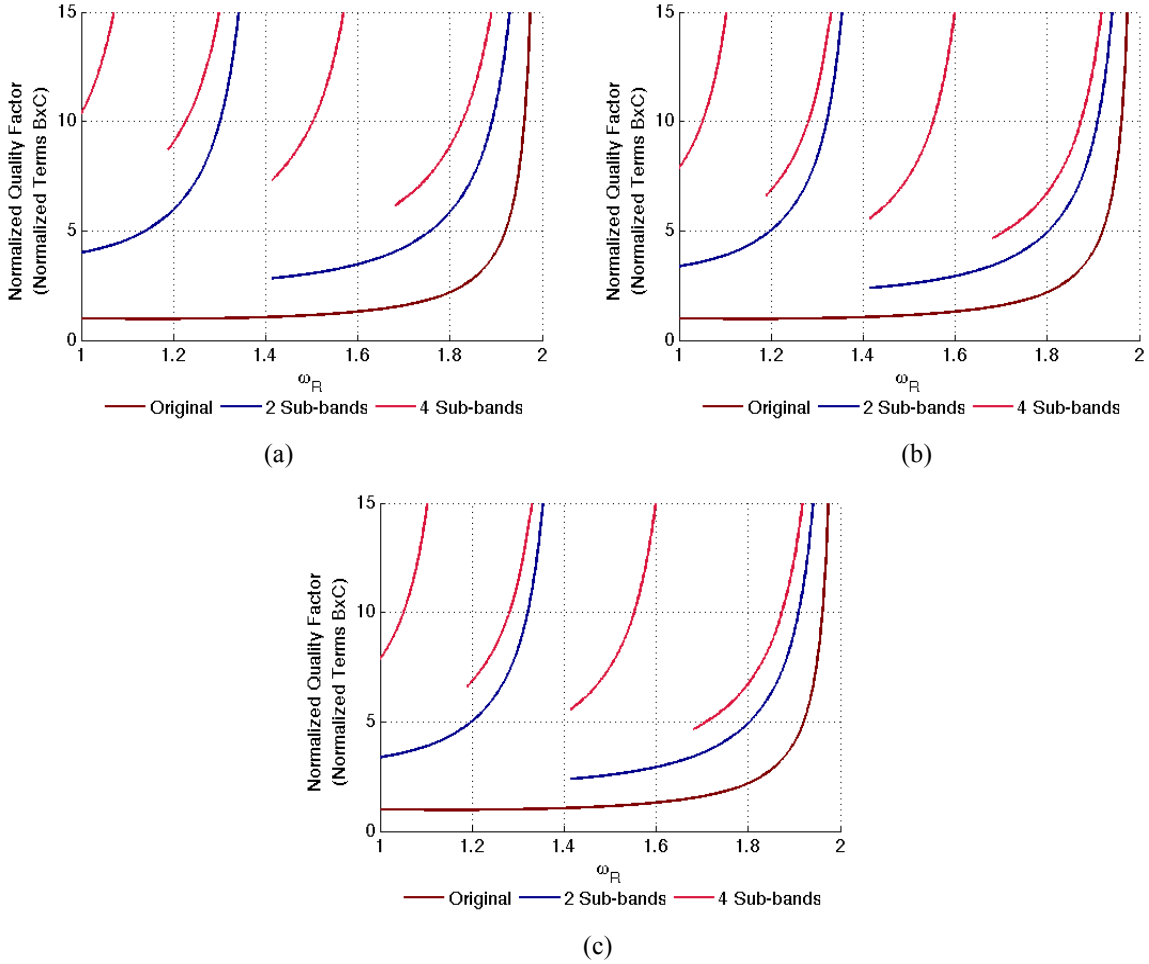 15
10
5
0
Normalized Quality Factor
(Normalized Terms BxC)
1 1.2 1.4 1.6 1.8 2
ω_R
Original 2 Sub-bands 4 Sub-bands
(a)
15
10
5
0
Normalized Quality Factor
(Normalized Terms BxC)
1 1.2 1.4 1.6 1.8 2
ω_R
Original 2 Sub-bands 4 Sub-bands
(b)
15
10
5
0
Normalized Quality Factor
(Normalized Terms BxC)
1 1.2 1.4 1.6 1.8 2
ω_R
Original 2 Sub-bands 4 Sub-bands
(c)